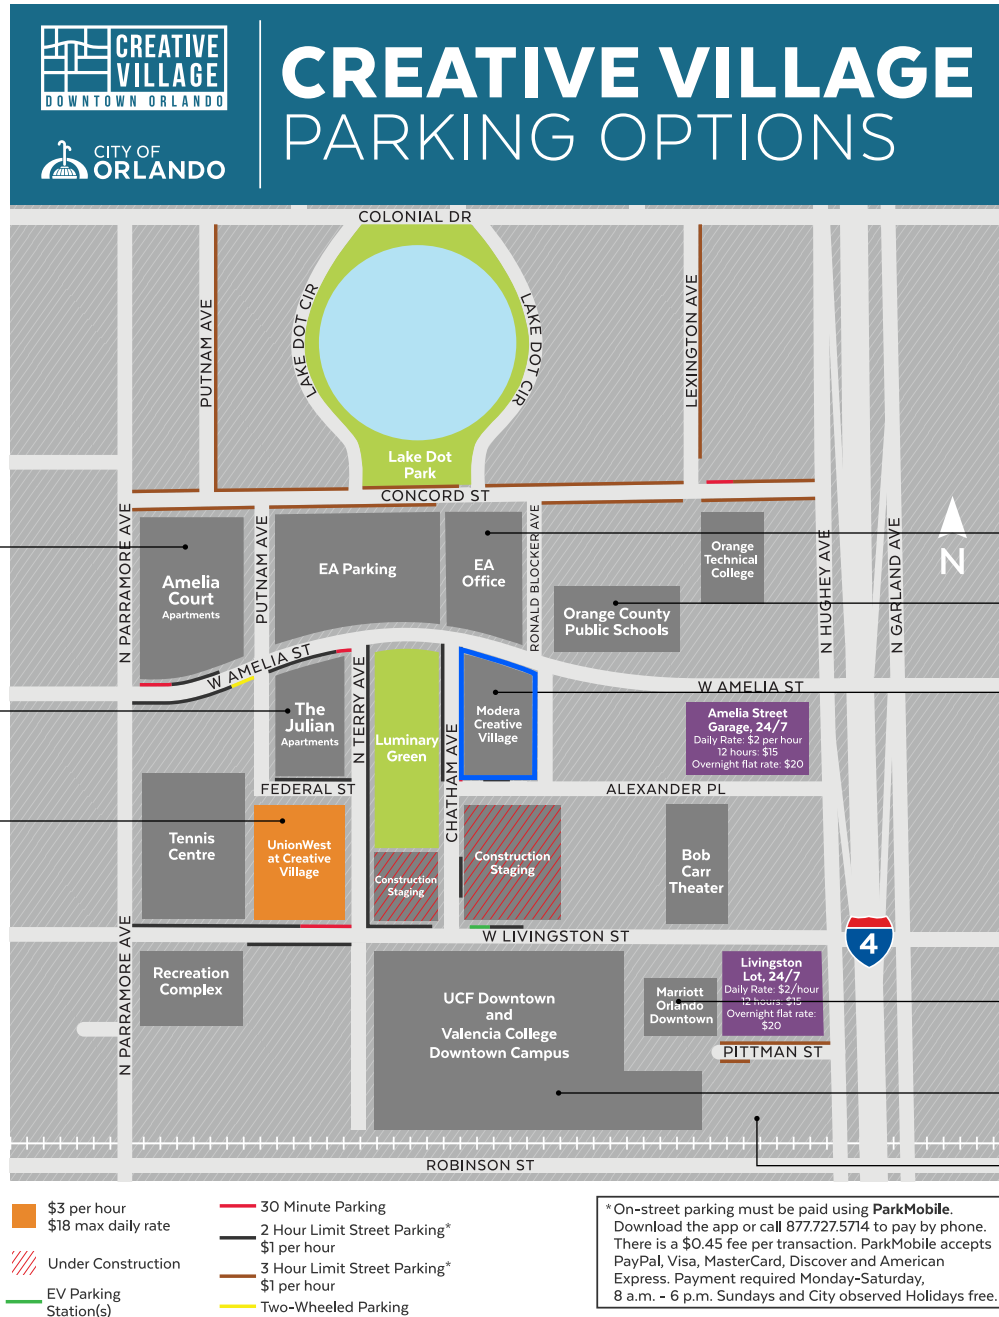 CREATIVE
VILLAGE
DOWNTOWN ORLANDO
CITY OF
ORLANDO
CREATIVE VILLAGE
PARKING OPTIONS
COLONIAL DR
PUTNAM AVE
LAKE DOT CIR
LAKE DOT CIR
LEXINGTON AVE
Lake Dot
Park
CONCORD ST
N PARRAMORE AVE
PUTNAM AVE
RONALD BLOCKER AVE
N HUGHEY AVE
N GARLAND AVE
N
Amelia
Court
Apartments
EA Parking
EA
Office
Orange
Technical
College
Orange County
Public Schools
W AMELIA ST
W AMELIA ST
N TERRY AVE
The
Julian
Apartments
Luminary
Green
CHATHAM AVE
Modera
Creative
Village
Amelia Street
Garage, 24/7
Daily Rate: $2 per hour
12 hours: $15
Overnight flat rate: $20
FEDERAL ST
ALEXANDER PL
Tennis
Centre
UnionWest
at Creative
Village
Construction
Staging
Construction
Staging
Bob
Carr
Theater
N PARRAMORE AVE
W LIVINGSTON ST
4
Recreation
Complex
UCF Downtown
and
Valencia College
Downtown Campus
Marriott
Orlando
Downtown
Livingston
Lot, 24/7
Daily Rate: $2/hour
12 hours: $15
Overnight flat rate:
$20
PITTMAN ST
ROBINSON ST
$3 per hour
$18 max daily rate
Under Construction
EV Parking
Station(s)
30 Minute Parking
2 Hour Limit Street Parking*
$1 per hour
3 Hour Limit Street Parking*
$1 per hour
Two-Wheeled Parking
*On-street parking must be paid using ParkMobile.
Download the app or call 877.727.5714 to pay by phone.
There is a $0.45 fee per transaction. ParkMobile accepts
PayPal, Visa, MasterCard, Discover and American
Express. Payment required Monday-Saturday,
8 a.m. - 6 p.m. Sundays and City observed Holidays free.